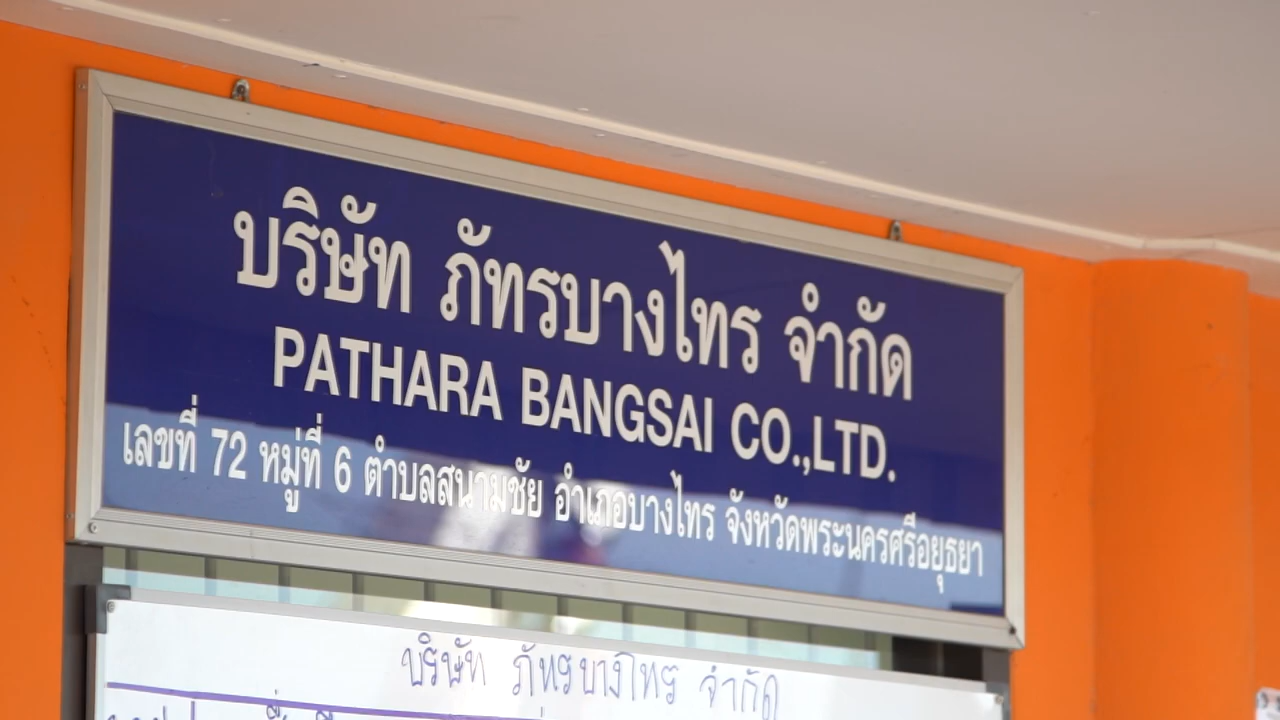 บริษัท ภัทรบางไทร จำกัด
PATHARA BANGSAI CO.,LTD.
เลขที่ 72 หมู่ที่ 6 ตำบลสนามชัย อำเภอบางไทร จังหวัดพระนครศรีอยุธยา
บริษัท ภัทรบางไทร จำกัด